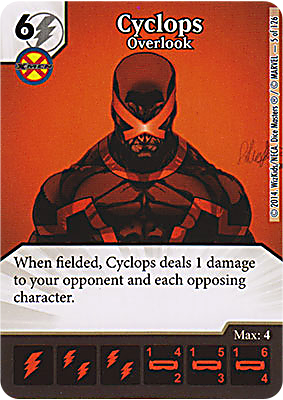 6
Cyclops
Overlook
X-MEN
5 of 126
© 2014 WizKids/NECA. Dice Masters ® / © MARVEL —
When fielded, Cyclops deals 1 damage
to your opponent and each opposing
character.
Max: 4
1 4
2
1 5
3
1 6
4